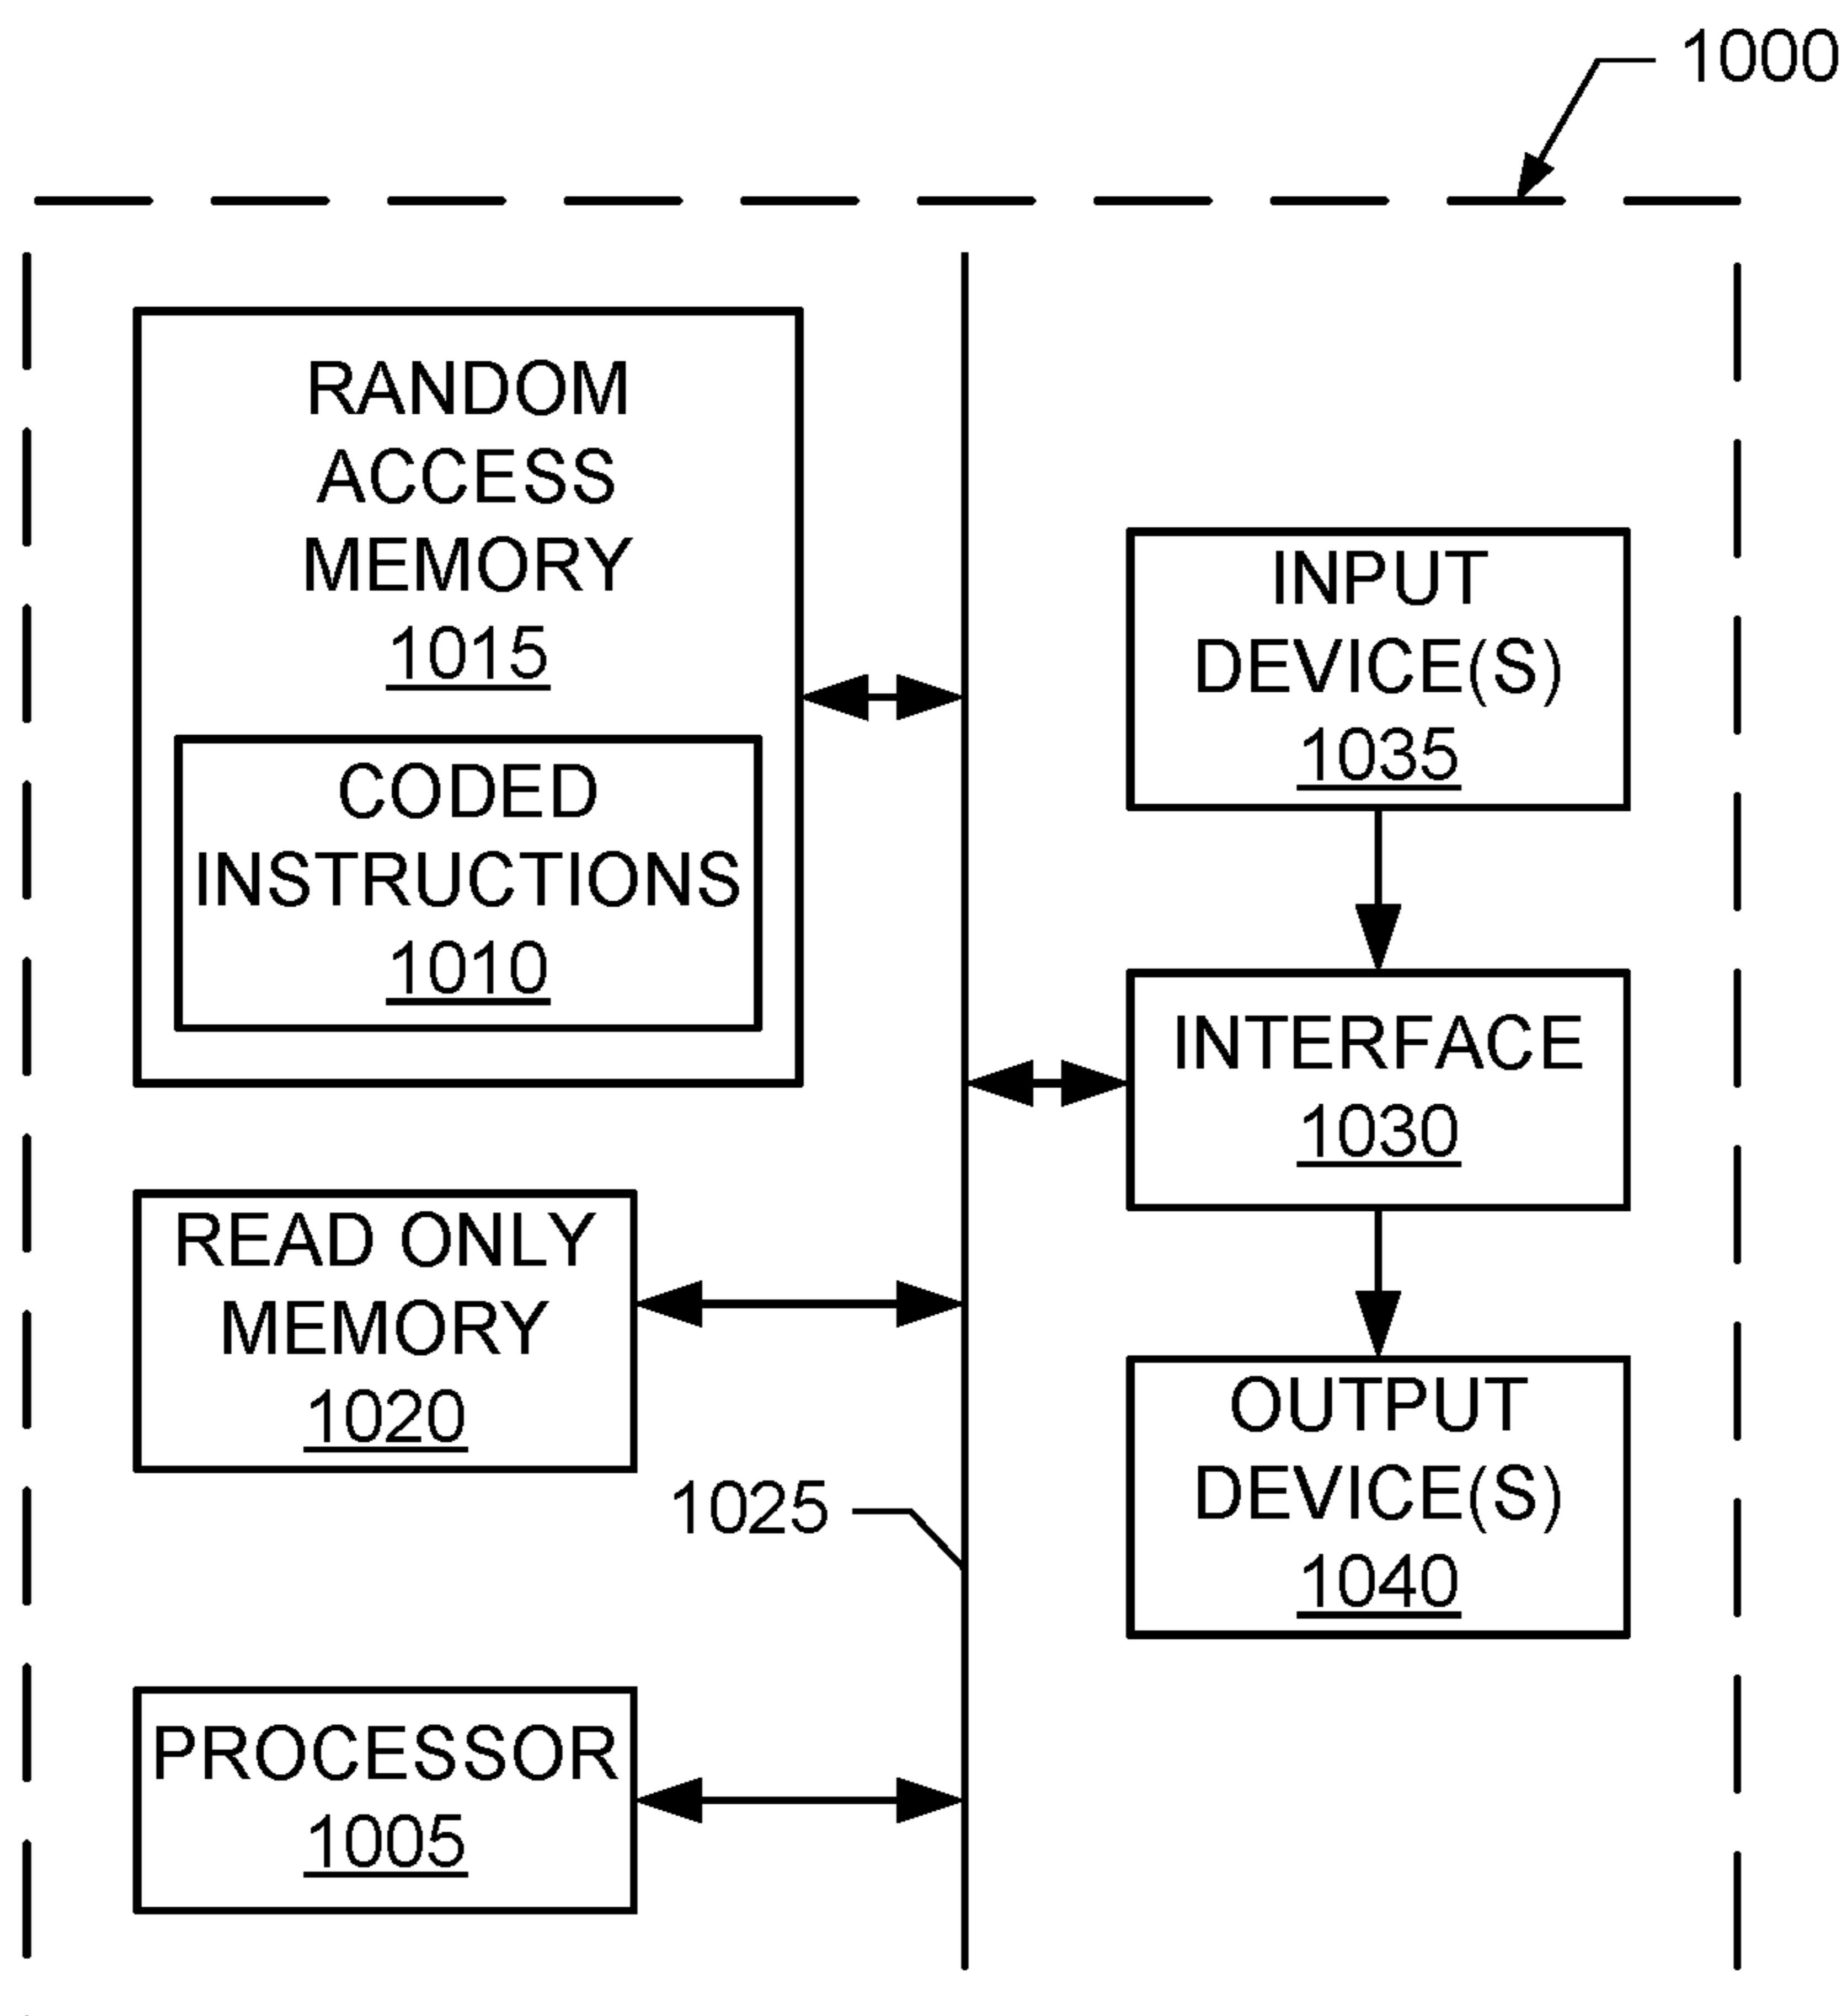 1000
RANDOM
ACCESS
MEMORY
1015
CODED
INSTRUCTIONS
1010
INPUT
DEVICE(S)
1035
INTERFACE
1030
READ ONLY
MEMORY
1020
OUTPUT
DEVICE(S)
1040
1025
PROCESSOR
1005